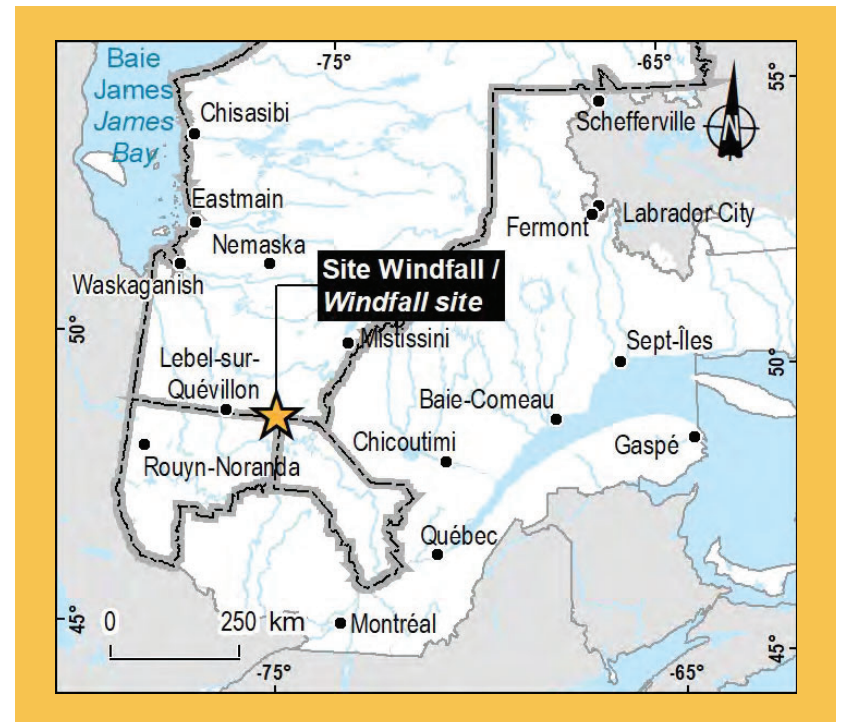 -75°
-65°
55°
Baie
James
James
Bay
Chisasibi
Schefferville
N
Eastmain
Labrador City
Fermont
Nemaska
Waskaganish
Site Windfall /
Windfall site
50°
Mistissini
Sept-Îles
50°
Lebel-sur-
Quévillon
Baie-Comeau
Chicoutimi
Gaspé
Rouyn-Noranda
Québec
45°
0 250 km
Montréal
45°
-75°
-65°